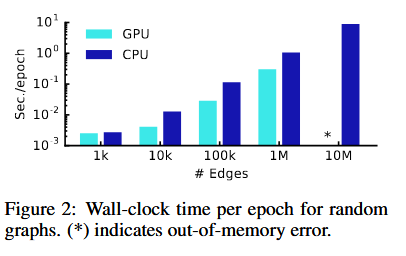 10^1
10^0
10^-1
10^-2
10^-3
Sec./epoch
GPU
CPU
*
1k 10k 100k 1M 10M
# Edges
Figure 2: Wall-clock time per epoch for random
graphs. (*) indicates out-of-memory error.